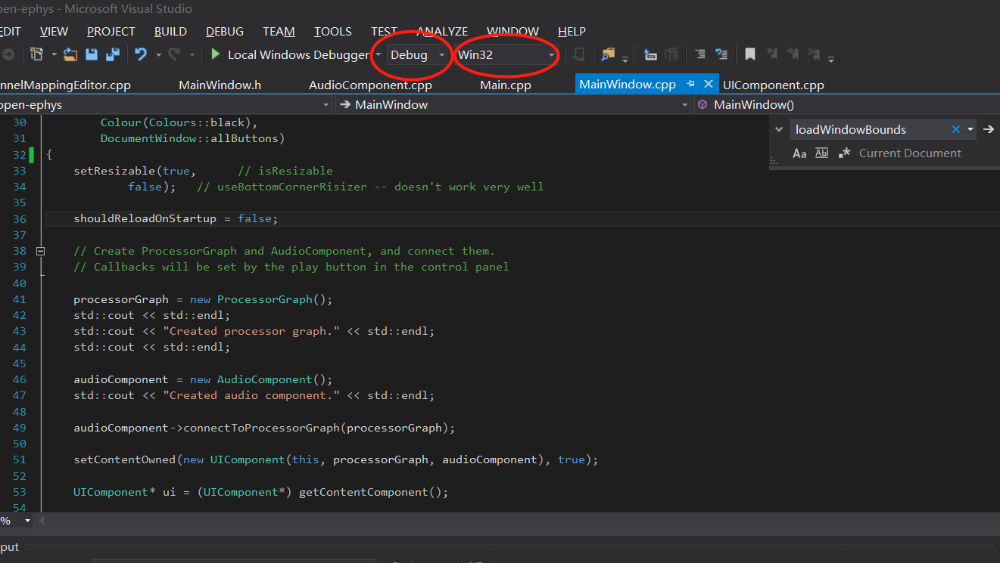 pen-ephys - Microsoft Visual Studio
EDIT VIEW PROJECT BUILD DEBUG TEAM TOOLS TEST ANALYZE WINDOW HELP
Local Windows Debugger Debug Win32
nnelMappingEditor.cpp MainWindow.h AudioComponent.cpp Main.cpp MainWindow.cpp UIComponent.cpp
open-ephys MainWindow MainWindow()
loadWindowBounds
Aa Abl .* Current Document
30 Colour(Colours::black),
31 DocumentWindow::allButtons)
32 {
33 setResizable(true, // isResizable
34 false); // useBottomCornerRisizer -- doesn't work very well
35
36 shouldReloadOnStartup = false;
37
38 // Create ProcessorGraph and AudioComponent, and connect them.
39 // Callbacks will be set by the play button in the control panel
40
41 processorGraph = new ProcessorGraph();
42 std::cout << std::endl;
43 std::cout << "Created processor graph." << std::endl;
44 std::cout << std::endl;
45
46 audioComponent = new AudioComponent();
47 std::cout << "Created audio component." << std::endl;
48
49 audioComponent->connectToProcessorGraph(processorGraph);
50
51 setContentOwned(new UIComponent(this, processorGraph, audioComponent), true);
52
53 UIComponent* ui = (UIComponent*) getContentComponent();
54
%
put